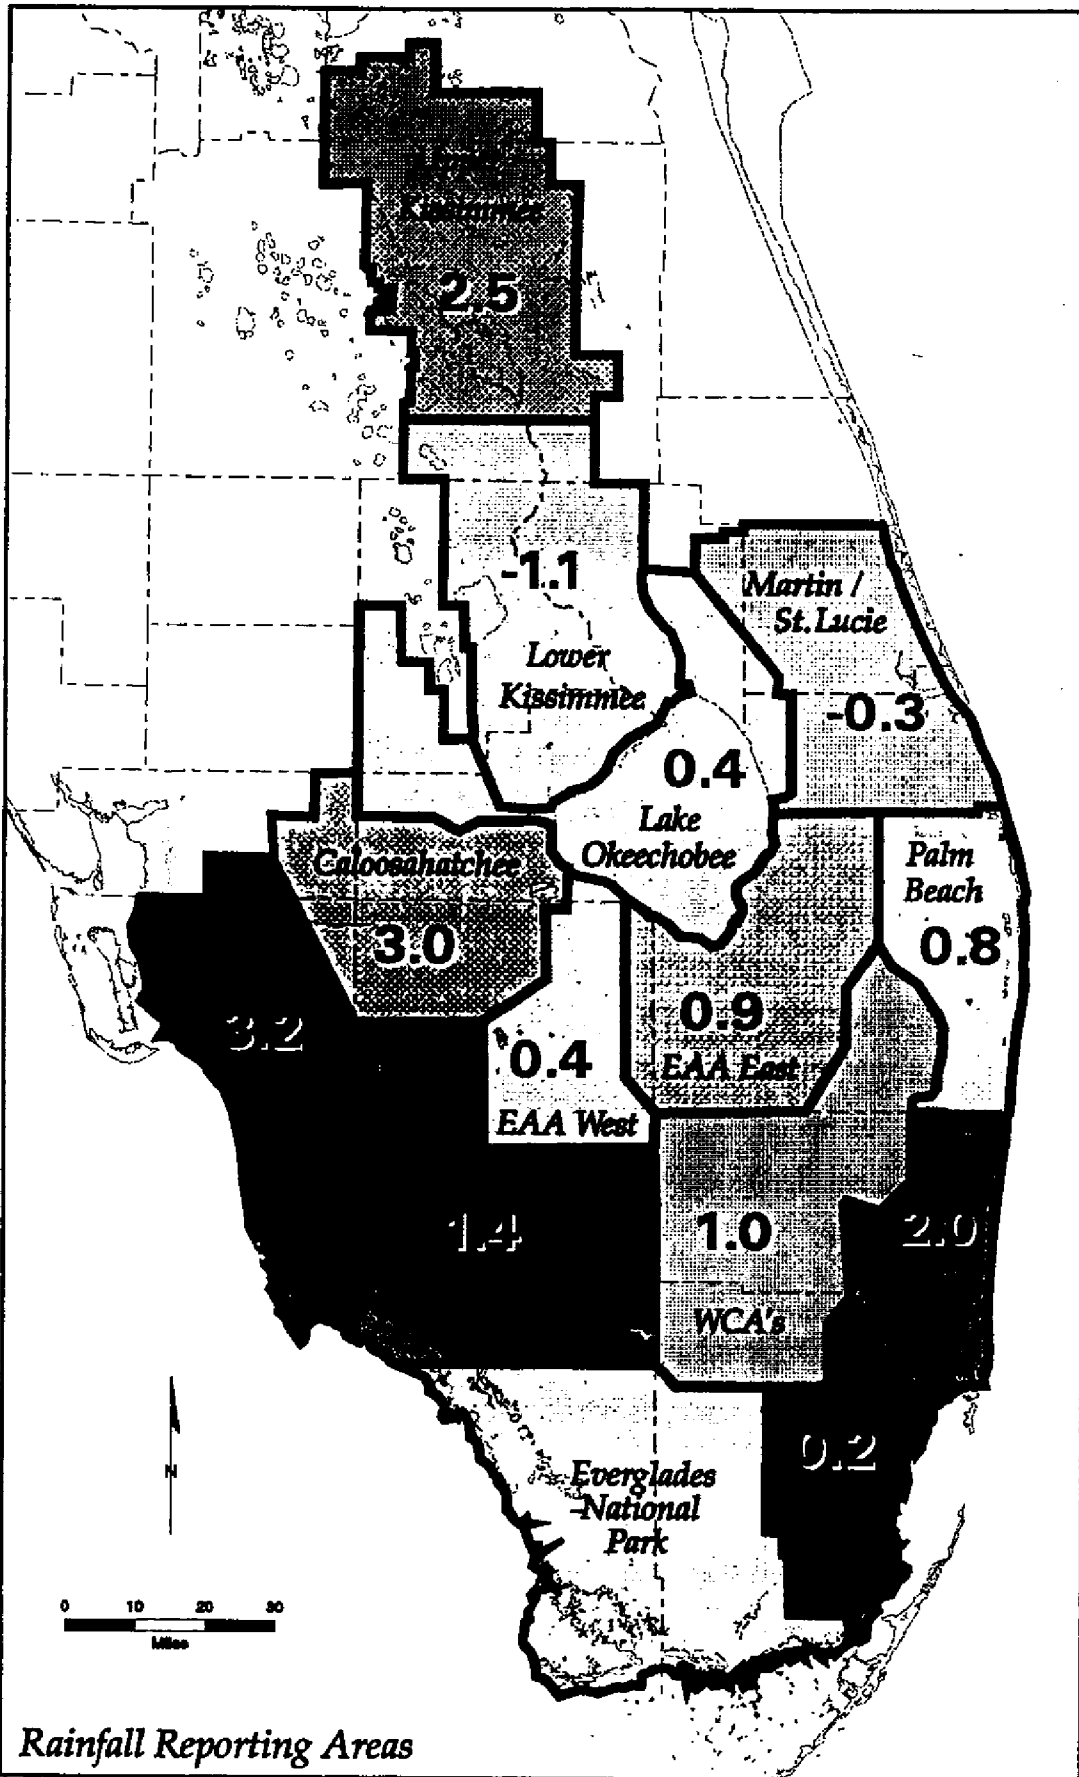 Kissimmee
2.5
-1.1
Lower
Kissimmee
Martin /
St. Lucie
-0.3
0.4
Lake
Okeechobee
Caloosahatchee
3.0
Palm
Beach
0.8
3.2
0.4
EAA West
0.9
EAA East
1.4
1.0
WCA's
2.0
0.2
Everglades
National
Park
N
0 10 20 30
Miles
Rainfall Reporting Areas